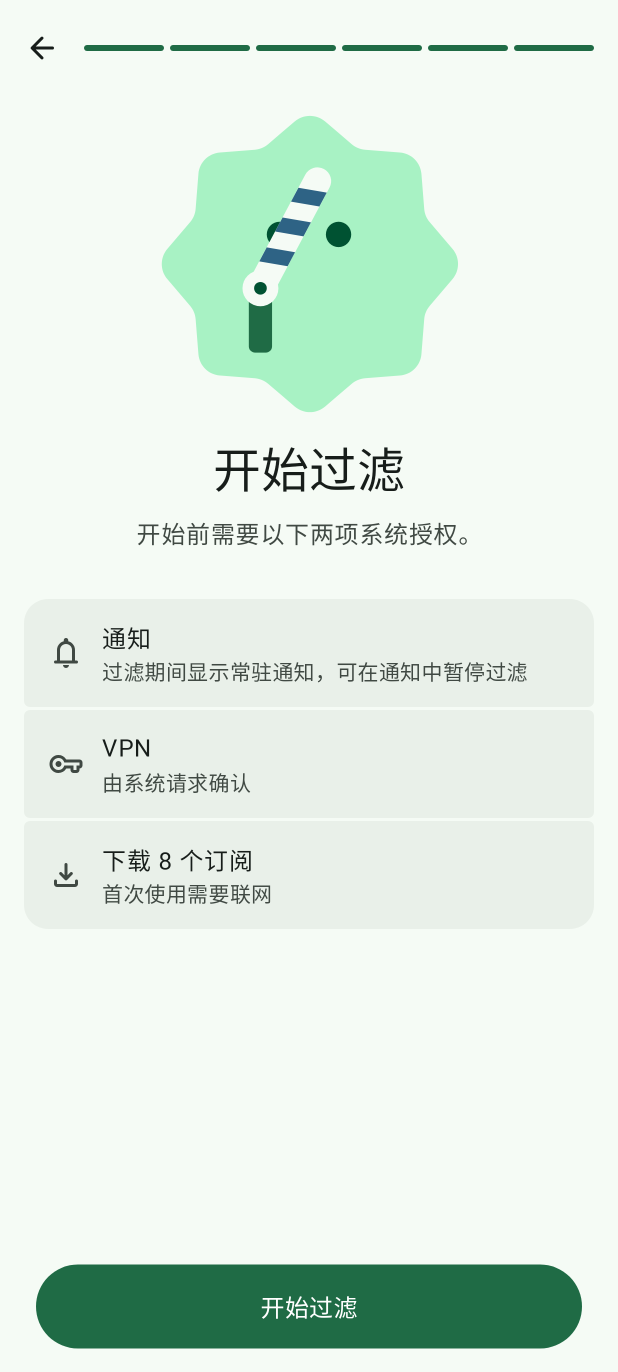 开始过滤
开始前需要以下两项系统授权。
通知
过滤期间显示常驻通知，可在通知中暂停过滤
VPN
由系统请求确认
下载 8 个订阅
首次使用需要联网
开始过滤